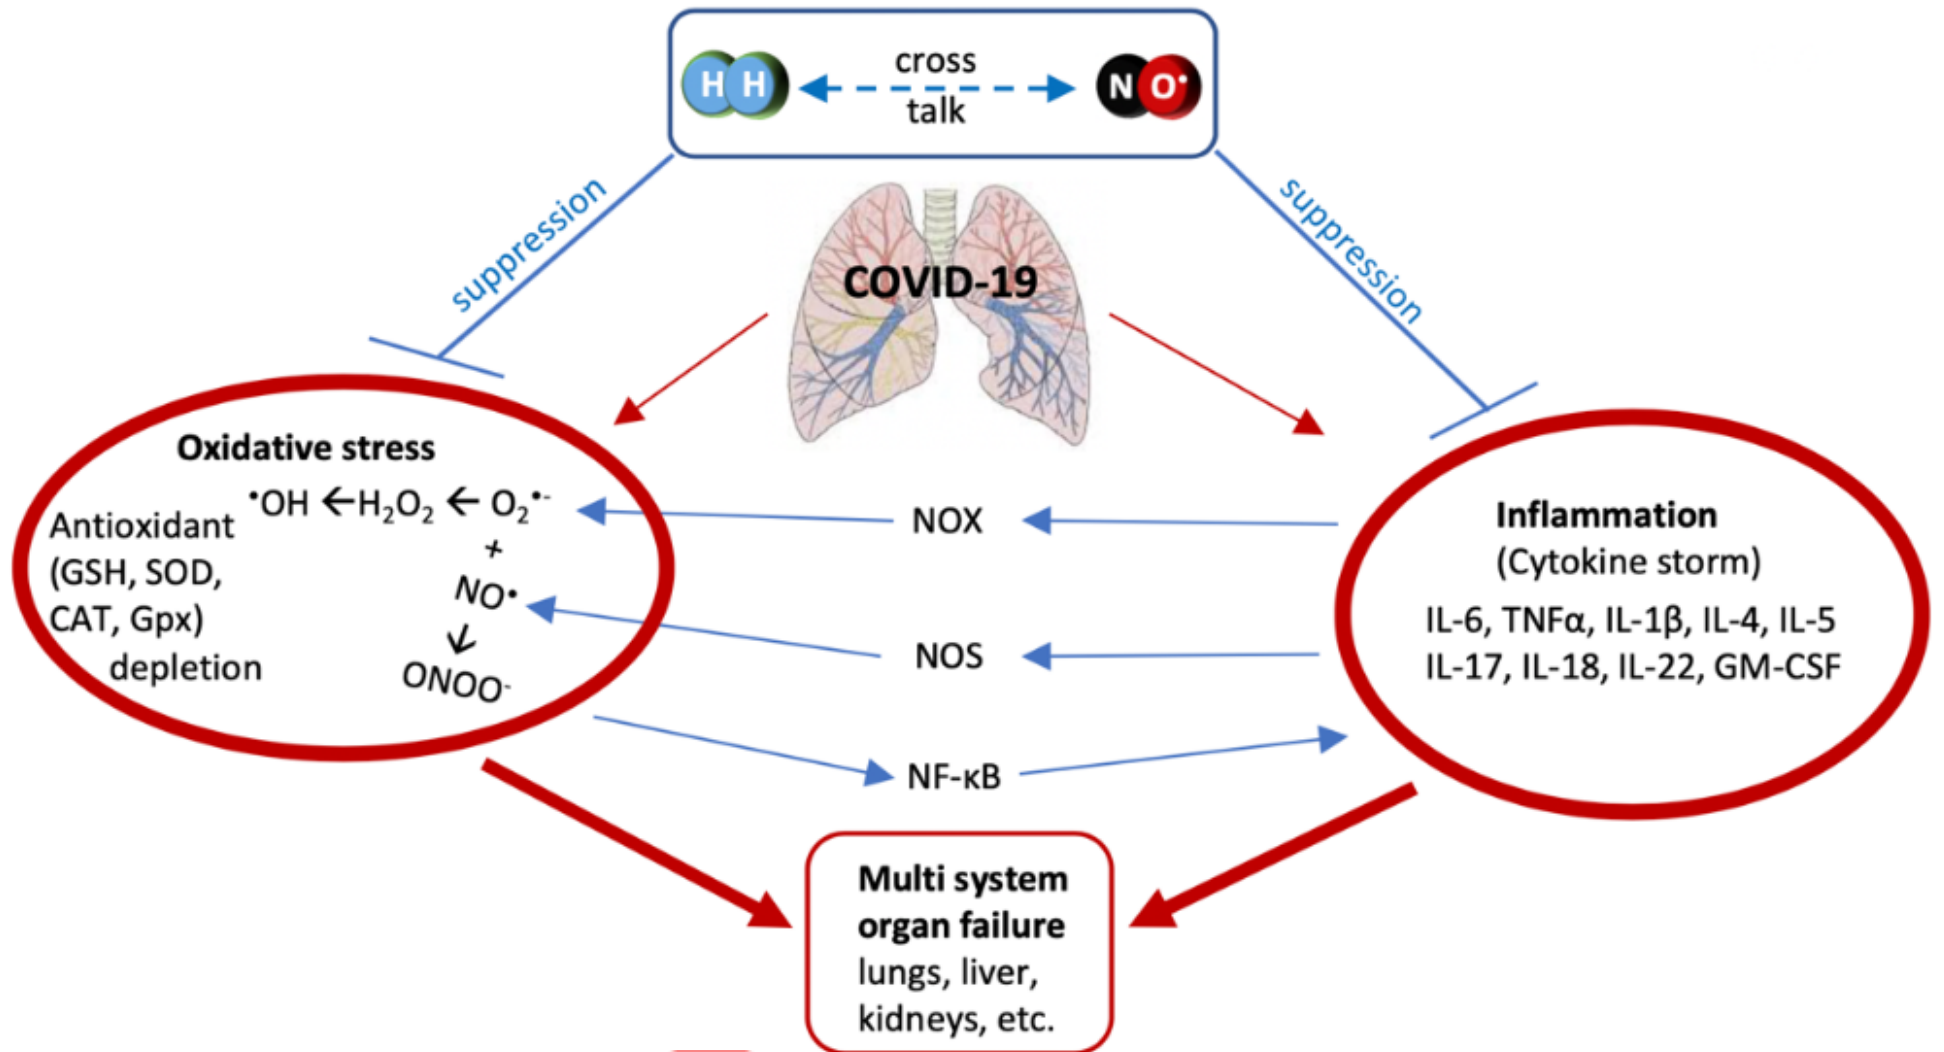 H H
cross
talk
N O•
suppression
suppression
COVID-19
Oxidative stress
•OH ←H₂O₂ ← O₂•-
Antioxidant
(GSH, SOD,
CAT, Gpx)
depletion
+
NO•
↓
ONOO-
NOX
NOS
NF-κB
Inflammation
(Cytokine storm)
IL-6, TNFα, IL-1β, IL-4, IL-5
IL-17, IL-18, IL-22, GM-CSF
Multi system
organ failure
lungs, liver,
kidneys, etc.